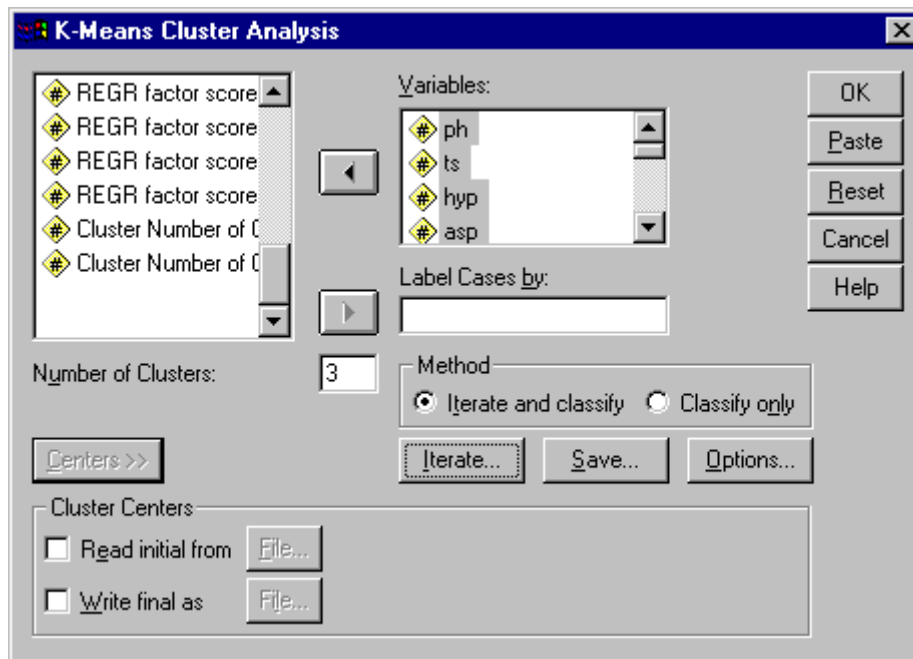 K-Means Cluster Analysis
REGR factor score
REGR factor score
REGR factor score
REGR factor score
Cluster Number of C
Cluster Number of C
Variables:
# ph
# ts
# hyp
# asp
Label Cases by:
OK
Paste
Reset
Cancel
Help
Number of Clusters: 3
Method
Iterate and classify Classify only
Centers >>
Iterate... Save... Options...
Cluster Centers
Read initial from File...
Write final as File...